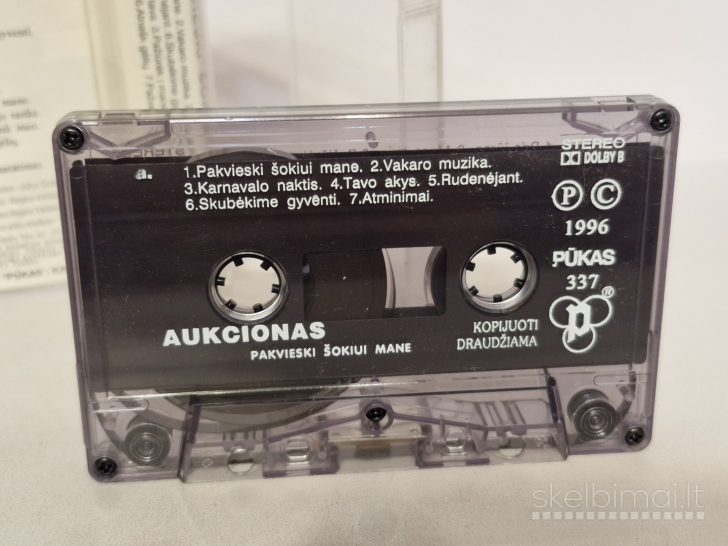 a.
1.Pakvieski šokiui mane. 2.Vakaro muzika.
3.Karnavalo naktis. 4.Tavo akys. 5.Rudenėjant.
6.Skubėkime gyvênti. 7.Atminimai.
STEREO
DOLBY B
P C
1996
PŪKAS
337
AUKCIONAS
PAKVIESKI ŠOKIUI MANE
KOPIJUOTI
DRAUDŽIAMA
p ®
skelbimai.lt